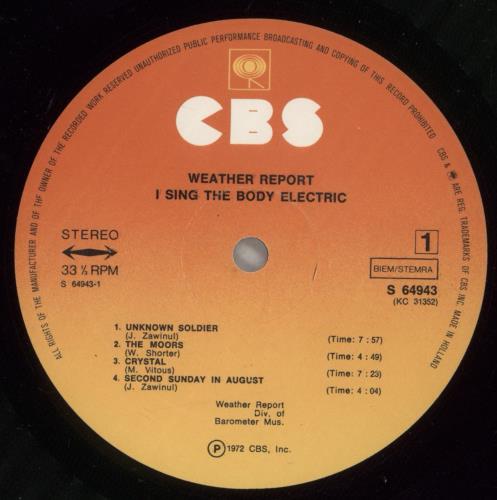 ALL RIGHTS OF THE MANUFACTURER AND OF THE OWNER OF THE RECORDED WORK RESERVED UNAUTHORIZED PUBLIC PERFORMANCE BROADCASTING AND COPYING OF THIS RECORD PROHIBITED
CBS & ARE REG. TRADEMARKS OF CBS INC. MADE IN HOLLAND
CBS
WEATHER REPORT
I SING THE BODY ELECTRIC
STEREO
33 ⅓ RPM
S 64943-1
1
BIEM/STEMRA
S 64943
(KC 31352)
1. UNKNOWN SOLDIER (Time: 7 : 57)
(J. Zawinul)
2. THE MOORS (Time: 4 : 49)
(W. Shorter)
3. CRYSTAL (Time: 7 : 23)
(M. Vitous)
4. SECOND SUNDAY IN AUGUST (Time: 4 : 04)
(J. Zawinul)
Weather Report
Div. of
Barometer Mus.
Ⓟ 1972 CBS, Inc.